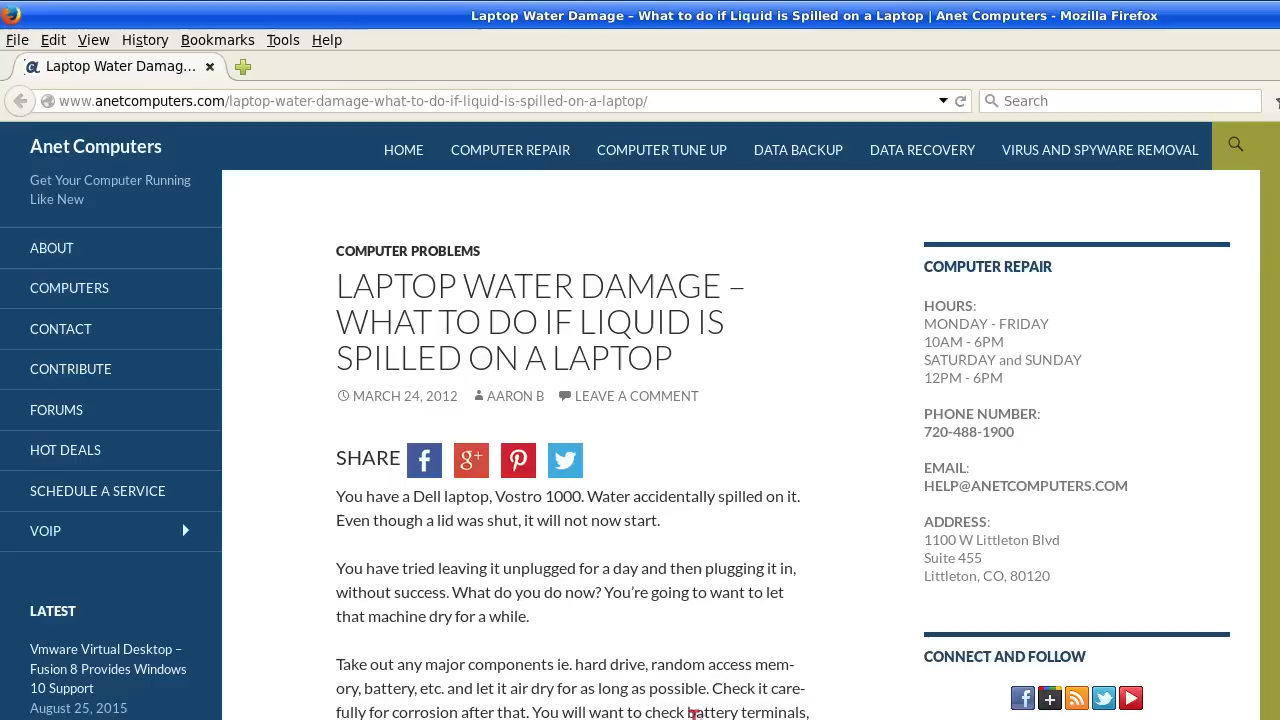 Laptop Water Damage – What to do if Liquid is Spilled on a Laptop | Anet Computers - Mozilla Firefox
File Edit View History Bookmarks Tools Help
Laptop Water Damag...
www.anetcomputers.com/laptop-water-damage-what-to-do-if-liquid-is-spilled-on-a-laptop/
Search
Anet Computers
Get Your Computer Running
Like New
HOME COMPUTER REPAIR COMPUTER TUNE UP DATA BACKUP DATA RECOVERY VIRUS AND SPYWARE REMOVAL
ABOUT
COMPUTERS
CONTACT
CONTRIBUTE
FORUMS
HOT DEALS
SCHEDULE A SERVICE
VOIP
LATEST
Vmware Virtual Desktop –
Fusion 8 Provides Windows
10 Support
August 25, 2015
COMPUTER PROBLEMS
LAPTOP WATER DAMAGE –
WHAT TO DO IF LIQUID IS
SPILLED ON A LAPTOP
MARCH 24, 2012 AARON B LEAVE A COMMENT
SHARE
You have a Dell laptop, Vostro 1000. Water accidentally spilled on it.
Even though a lid was shut, it will not now start.
You have tried leaving it unplugged for a day and then plugging it in,
without success. What do you do now? You’re going to want to let
that machine dry for a while.
Take out any major components ie. hard drive, random access mem-
ory, battery, etc. and let it air dry for as long as possible. Check it care-
fully for corrosion after that. You will want to check battery terminals,
COMPUTER REPAIR
HOURS:
MONDAY - FRIDAY
10AM - 6PM
SATURDAY and SUNDAY
12PM - 6PM
PHONE NUMBER:
720-488-1900
EMAIL:
HELP@ANETCOMPUTERS.COM
ADDRESS:
1100 W Littleton Blvd
Suite 455
Littleton, CO, 80120
CONNECT AND FOLLOW